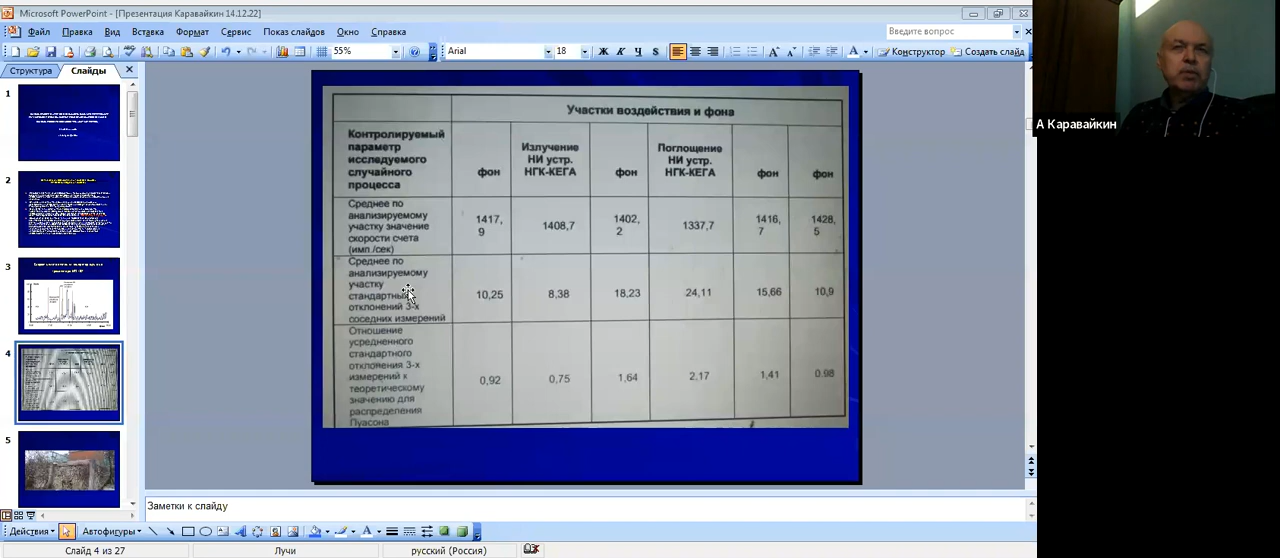 Microsoft PowerPoint - [Презентация Каравайкин 14.12.22]
Файл Правка Вид Вставка Формат Сервис Показ слайдов Окно Справка
Введите вопрос
55% Arial 18 Ж К Ч S Конструктор Создать слайд
Структура Слайды
1
2
3
4
5
Участки воздействия и фона
Контролируемый
параметр
исследуемого
случайного
процесса
фон
Излучение
НИ устр.
НГК-КЕГА
фон
Поглощение
НИ устр.
НГК-КЕГА
фон
фон
Среднее по
анализируемому
участку значение
скорости счета
(имп./сек)
1417,
9
1408,7
1402,
2
1337,7
1416,
7
1428,
5
Среднее по
анализируемому
участку
стандартных
отклонений 3-х
соседних измерений
10,25
8,38
18,23
24,11
15,66
10,9
Отношение
усредненного
стандартного
отклонения 3-х
измерений к
теоретическому
значению для
распределения
Пуасона
0,92
0,75
1,64
2,17
1,41
0.98
Заметки к слайду
Действия Автофигуры
Слайд 4 из 27 Лучи русский (Россия)
А Каравайкин